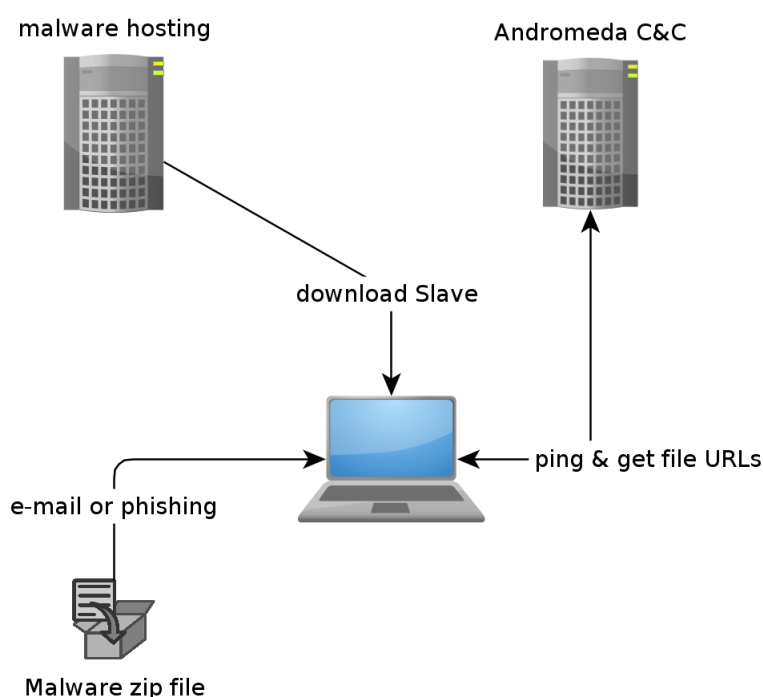 malware hosting
Andromeda C&C
download Slave
ping & get file URLs
e-mail or phishing
Malware zip file